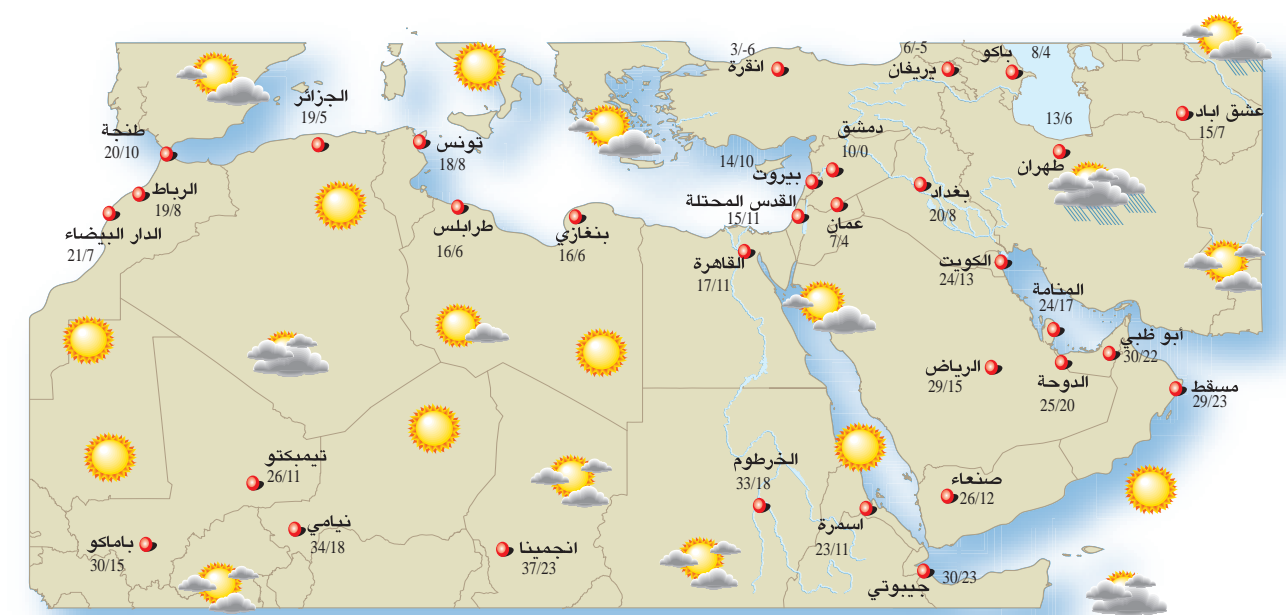 3/-6
انقرة
6/-5
يريفان
باكو
8/4
عشق اباد
15/7
13/6
طهران
الجزائر
19/5
طنجة
20/10
تونس
18/8
دمشق
10/0
14/10
بيروت
بغداد
20/8
الرباط
19/8
القدس المحتلة
15/11
عمان
7/4
الدار البيضاء
21/7
طرابلس
16/6
بنغازي
16/6
القاهرة
17/11
الكويت
24/13
المنامة
24/17
أبو ظبي
30/22
الرياض
29/15
الدوحة
25/20
مسقط
29/23
تيمبكتو
26/11
الخرطوم
33/18
صنعاء
26/12
اسمرة
23/11
نيامي
34/18
باماكو
30/15
انجمينا
37/23
جيبوتي
30/23